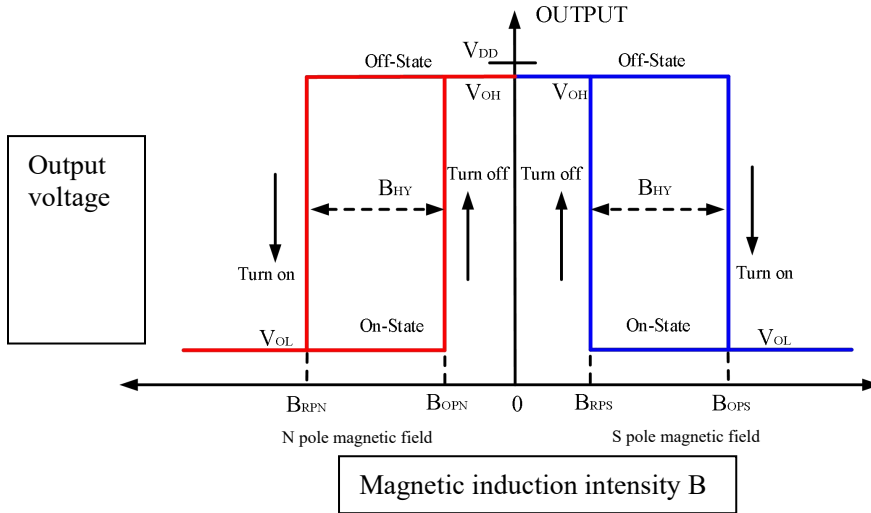 OUTPUT
VDD
Off-State
Off-State
VOH
VOH
Output
voltage
Turn off
Turn off
BHY
BHY
Turn on
Turn on
On-State
On-State
VOL
VOL
BRPN
BOPN
0
BRPS
BOPS
N pole magnetic field
S pole magnetic field
Magnetic induction intensity B